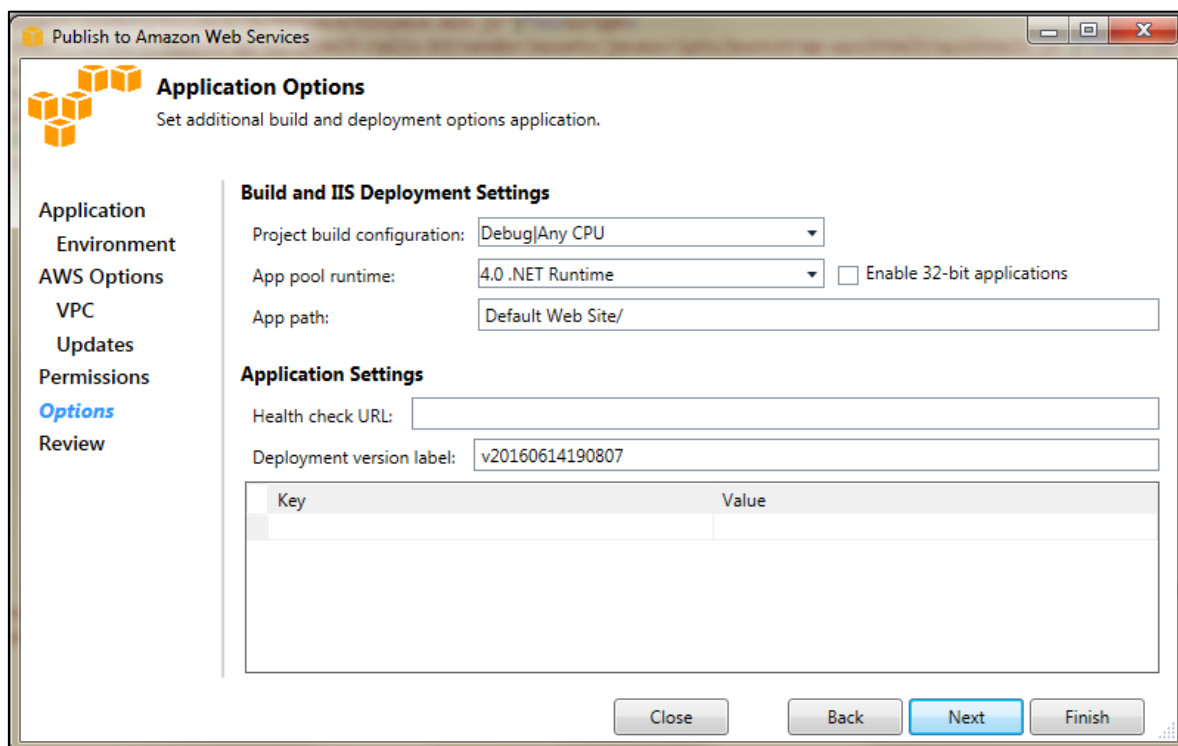 Publish to Amazon Web Services
Application Options
Set additional build and deployment options application.
Application
Environment
AWS Options
VPC
Updates
Permissions
Options
Review
Build and IIS Deployment Settings
Project build configuration: Debug|Any CPU
App pool runtime: 4.0 .NET Runtime Enable 32-bit applications
App path: Default Web Site/
Application Settings
Health check URL:
Deployment version label: v20160614190807
Key Value
Close Back Next Finish